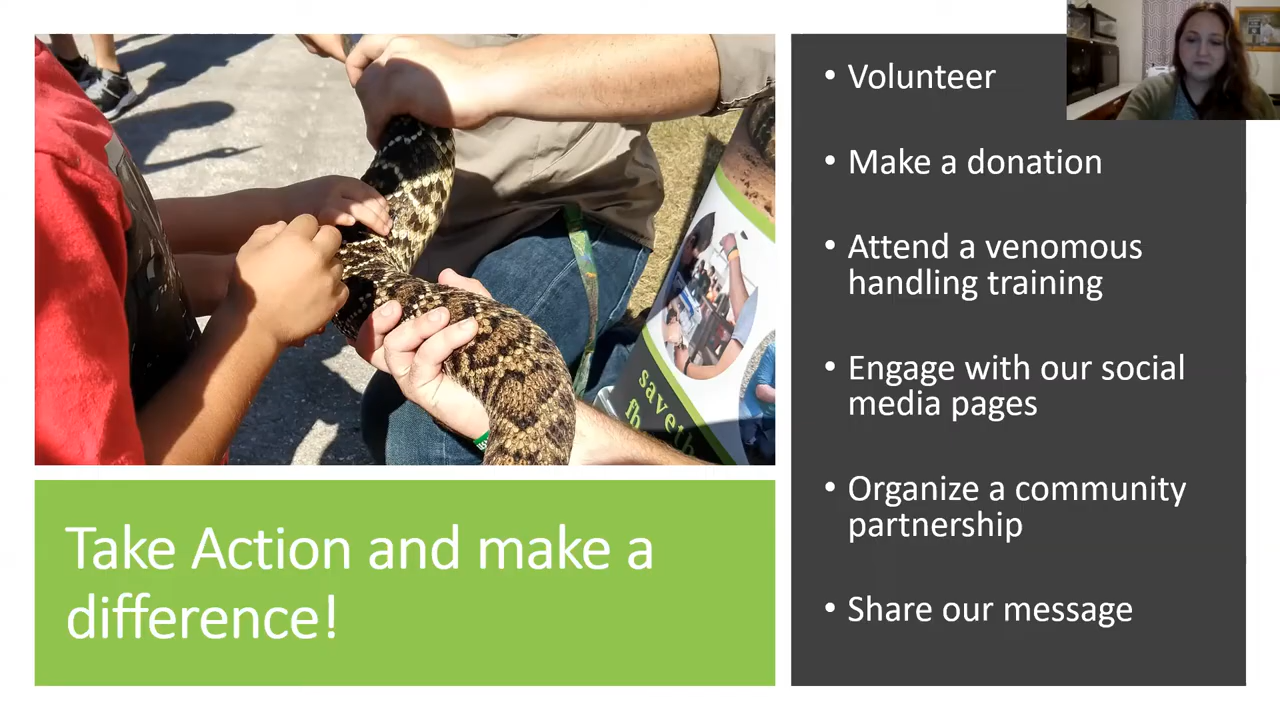 • Volunteer
• Make a donation
• Attend a venomous
handling training
• Engage with our social
media pages
• Organize a community
partnership
• Share our message
Take Action and make a
difference!